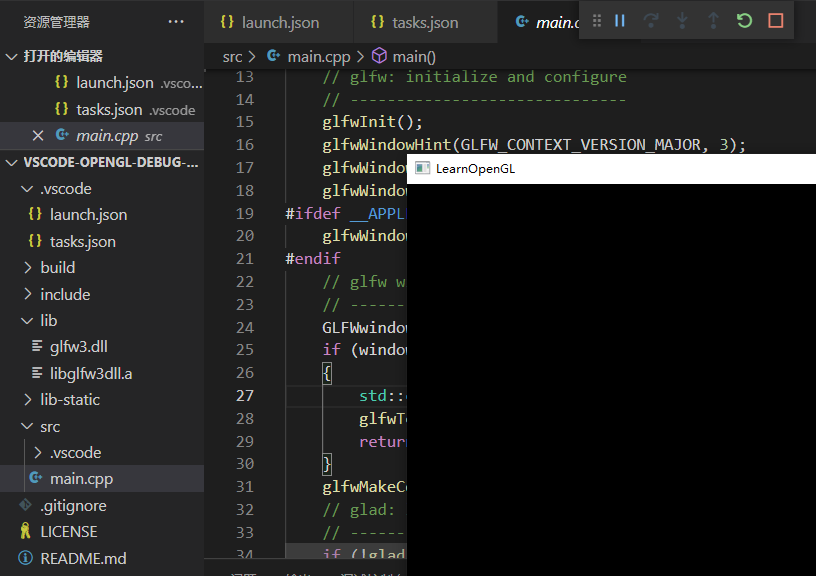 资源管理器
打开的编辑器
launch.json .vsco...
tasks.json .vscode
main.cpp src
VSCODE-OPENGL-DEBUG-...
.vscode
launch.json
tasks.json
build
include
lib
glfw3.dll
libglfw3dll.a
lib-static
src
.vscode
main.cpp
.gitignore
LICENSE
README.md
launch.json tasks.json main.c
src > main.cpp > main()
13 // glfw: initialize and configure
14 // ------------------------------
15 glfwInit();
16 glfwWindowHint(GLFW_CONTEXT_VERSION_MAJOR, 3);
17 glfwWindow
18 glfwWindow
19 #ifdef __APPL
20 glfwWindow
21 #endif
22 // glfw w
23 // ------
24 GLFWwindow
25 if (window
26 {
27 std::
28 glfwT
29 return
30 }
31 glfwMakeC
32 // glad:
33 // ------
34 if (!glad
LearnOpenGL